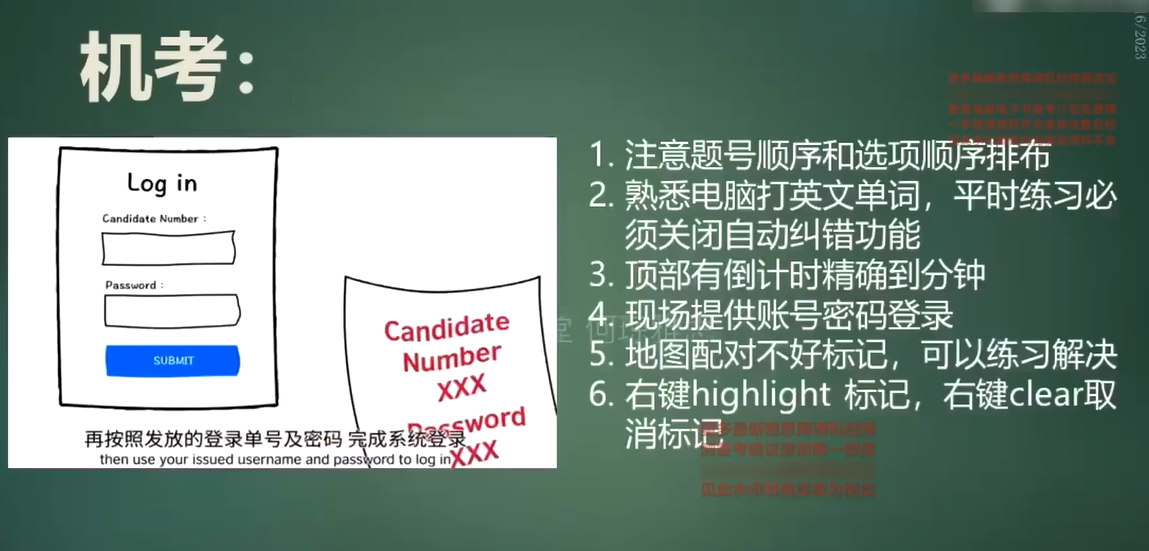 机考：
Log in
Candidate Number :
Password :
SUBMIT
Candidate
Number
XXX
Password
XXX
再按照发放的登录单号及密码 完成系统登录
then use your issued username and password to log in
1. 注意题号顺序和选项顺序排布
2. 熟悉电脑打英文单词，平时练习必
须关闭自动纠错功能
3. 顶部有倒计时精确到分钟
4. 现场提供账号密码登录
5. 地图配对不好标记，可以练习解决
6. 右键highlight 标记，右键clear取
消标记
16/2023